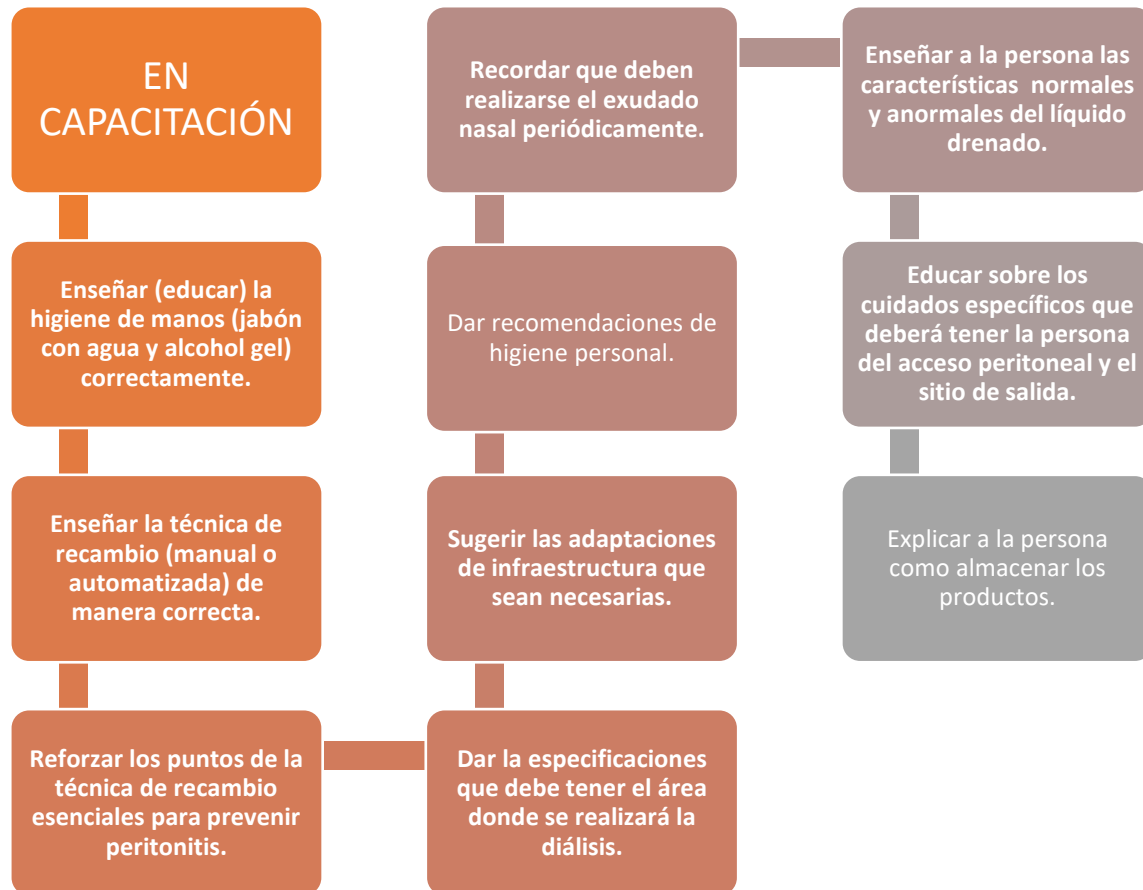 EN
CAPACITACIÓN
Enseñar (educar) la
higiene de manos (jabón
con agua y alcohol gel)
correctamente.
Enseñar la técnica de
recambio (manual o
automatizada) de
manera correcta.
Reforzar los puntos de la
técnica de recambio
esenciales para prevenir
peritonitis.
Dar la especificaciones
que debe tener el área
donde se realizará la
diálisis.
Sugerir las adaptaciones
de infraestructura que
sean necesarias.
Dar recomendaciones de
higiene personal.
Recordar que deben
realizarse el exudado
nasal periódicamente.
Enseñar a la persona las
características normales
y anormales del líquido
drenado.
Educar sobre los
cuidados específicos que
deberá tener la persona
del acceso peritoneal y el
sitio de salida.
Explicar a la persona
como almacenar los
productos.